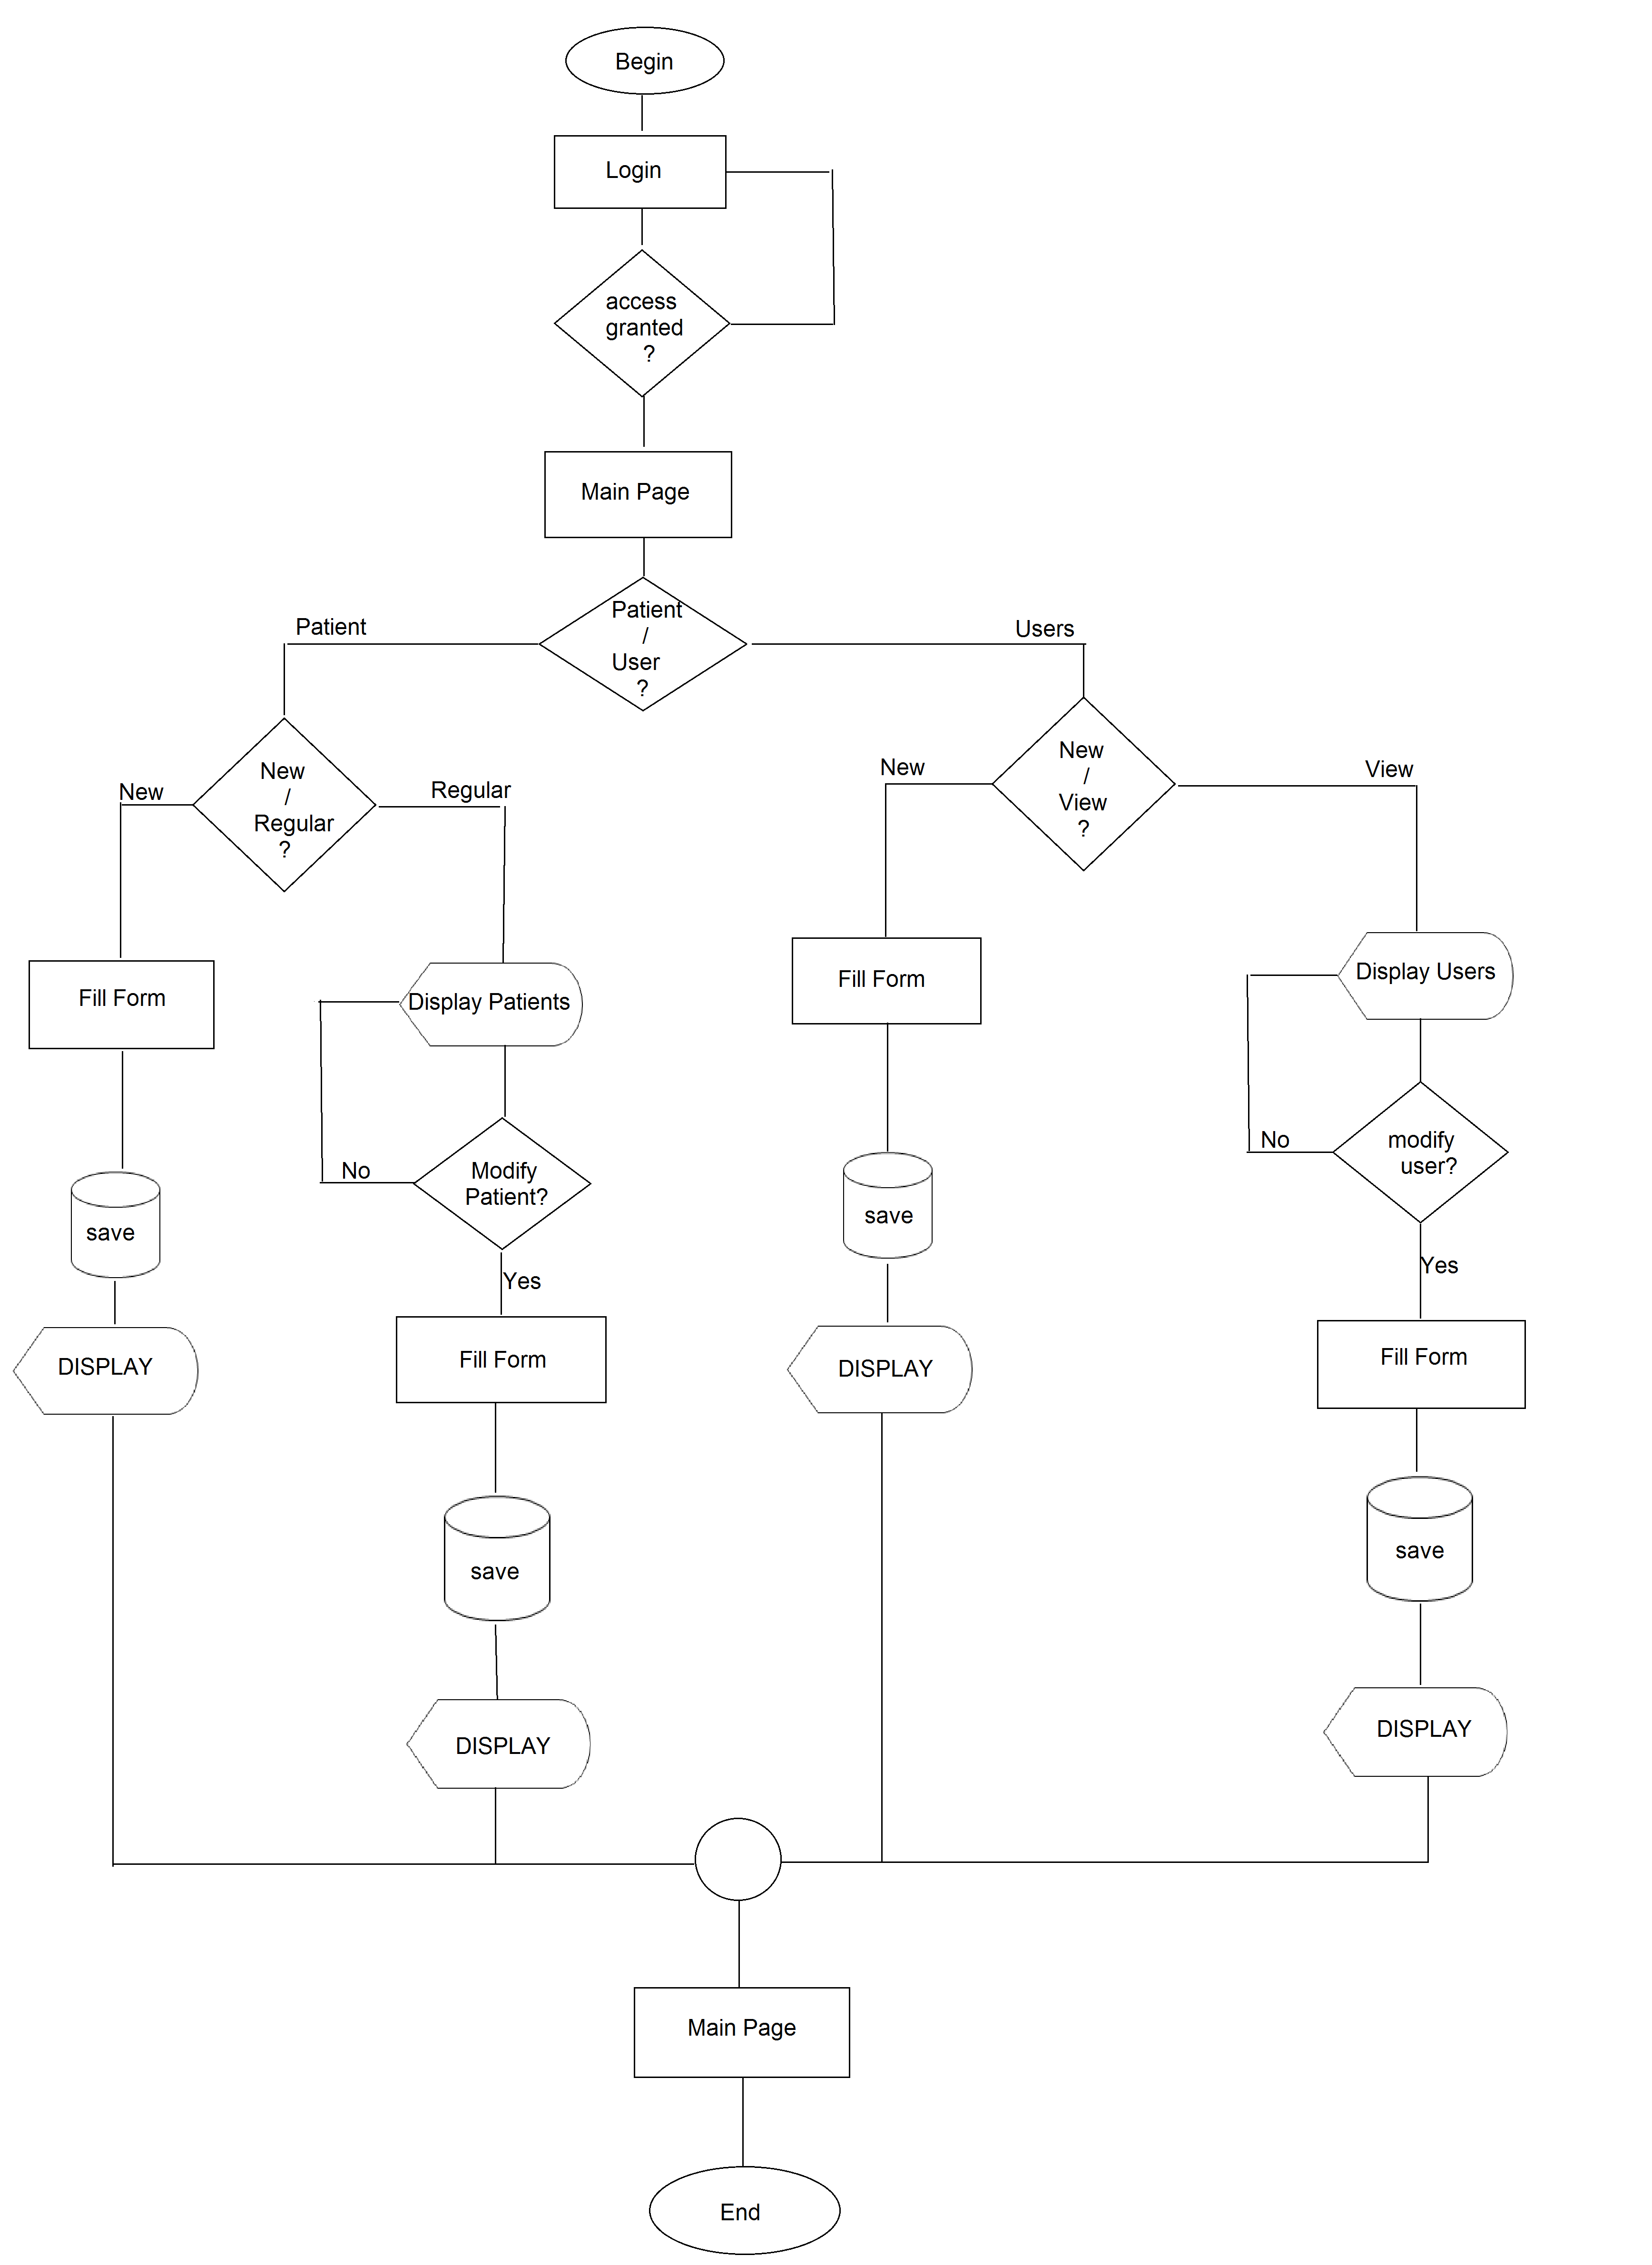 Begin
Login
access
granted
?
Main Page
Patient
/
User
?
Patient
Users
New
/
Regular
?
New
Regular
New
/
View
?
New
View
Fill Form
Display Patients
Fill Form
Display Users
save
No
Modify
Patient?
save
No
modify
user?
Yes
Yes
DISPLAY
Fill Form
DISPLAY
Fill Form
save
save
DISPLAY
DISPLAY
Main Page
End